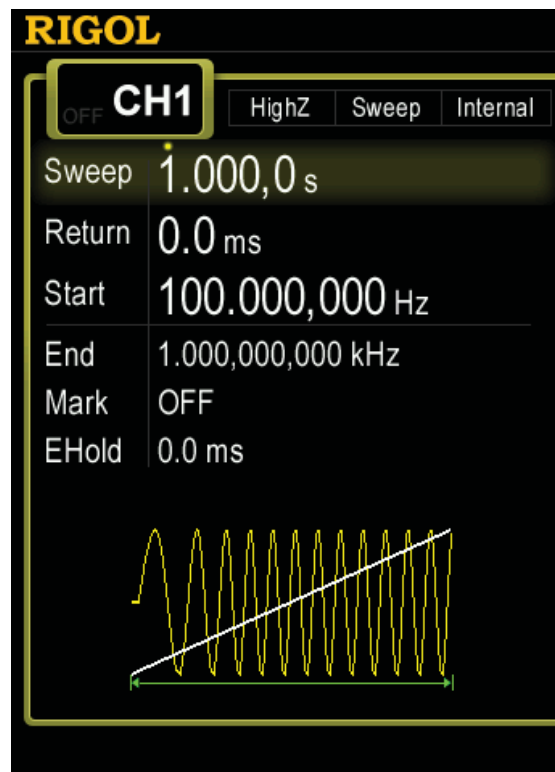 RIGOL
OFF CH1 HighZ Sweep Internal
Sweep 1.000,0 s
Return 0.0 ms
Start 100.000,000 Hz
End 1.000,000,000 kHz
Mark OFF
EHold 0.0 ms